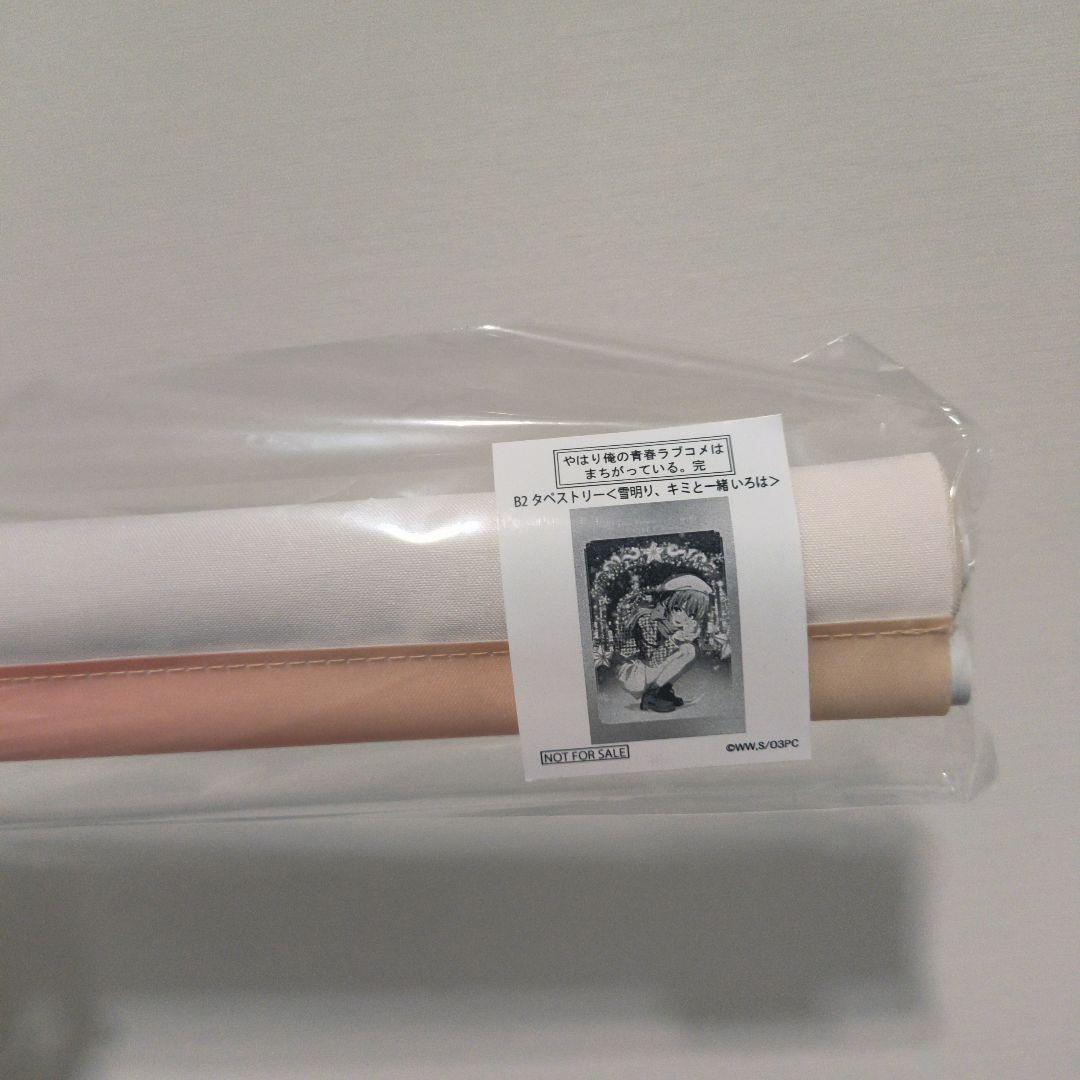 やはり俺の青春ラブコメは
まちがっている。完
B2 タペストリー<雪明り、キミと一緒 いろは>
NOT FOR SALE
©WW,S/03PC